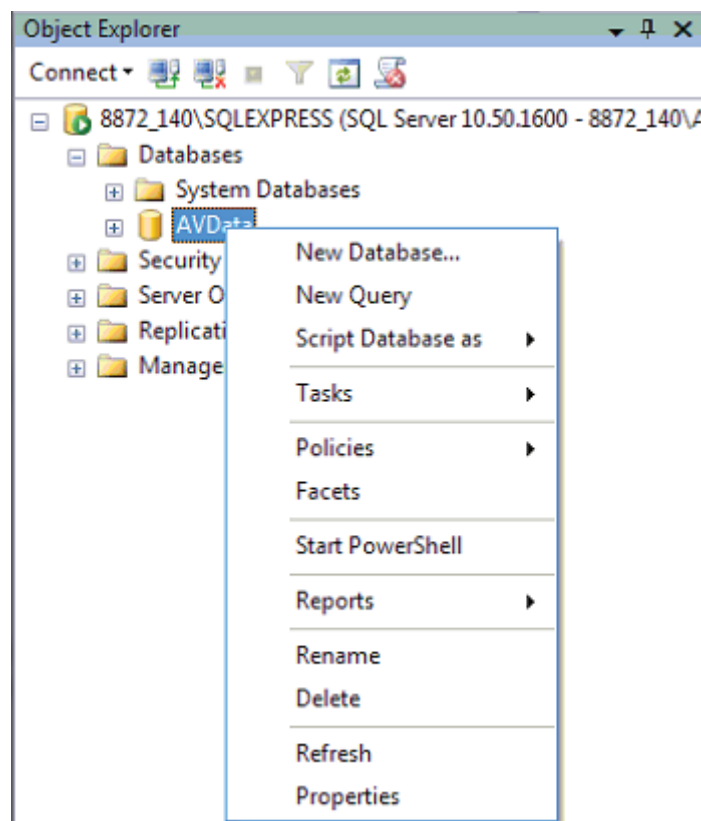 Object Explorer
Connect
8872_140\SQLEXPRESS (SQL Server 10.50.1600 - 8872_140\A
Databases
System Databases
AVData
Security
Server O
Replicati
Manage
New Database...
New Query
Script Database as
Tasks
Policies
Facets
Start PowerShell
Reports
Rename
Delete
Refresh
Properties